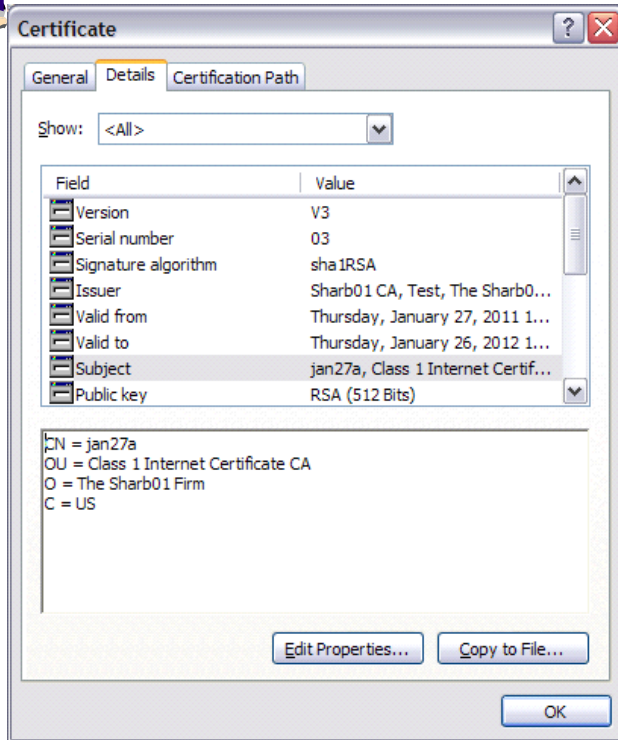 Certificate
General Details Certification Path
Show: <All>
Field Value
Version V3
Serial number 03
Signature algorithm sha1RSA
Issuer Sharb01 CA, Test, The Sharb0...
Valid from Thursday, January 27, 2011 1...
Valid to Thursday, January 26, 2012 1...
Subject jan27a, Class 1 Internet Certif...
Public key RSA (512 Bits)
CN = jan27a
OU = Class 1 Internet Certificate CA
O = The Sharb01 Firm
C = US
Edit Properties... Copy to File...
OK